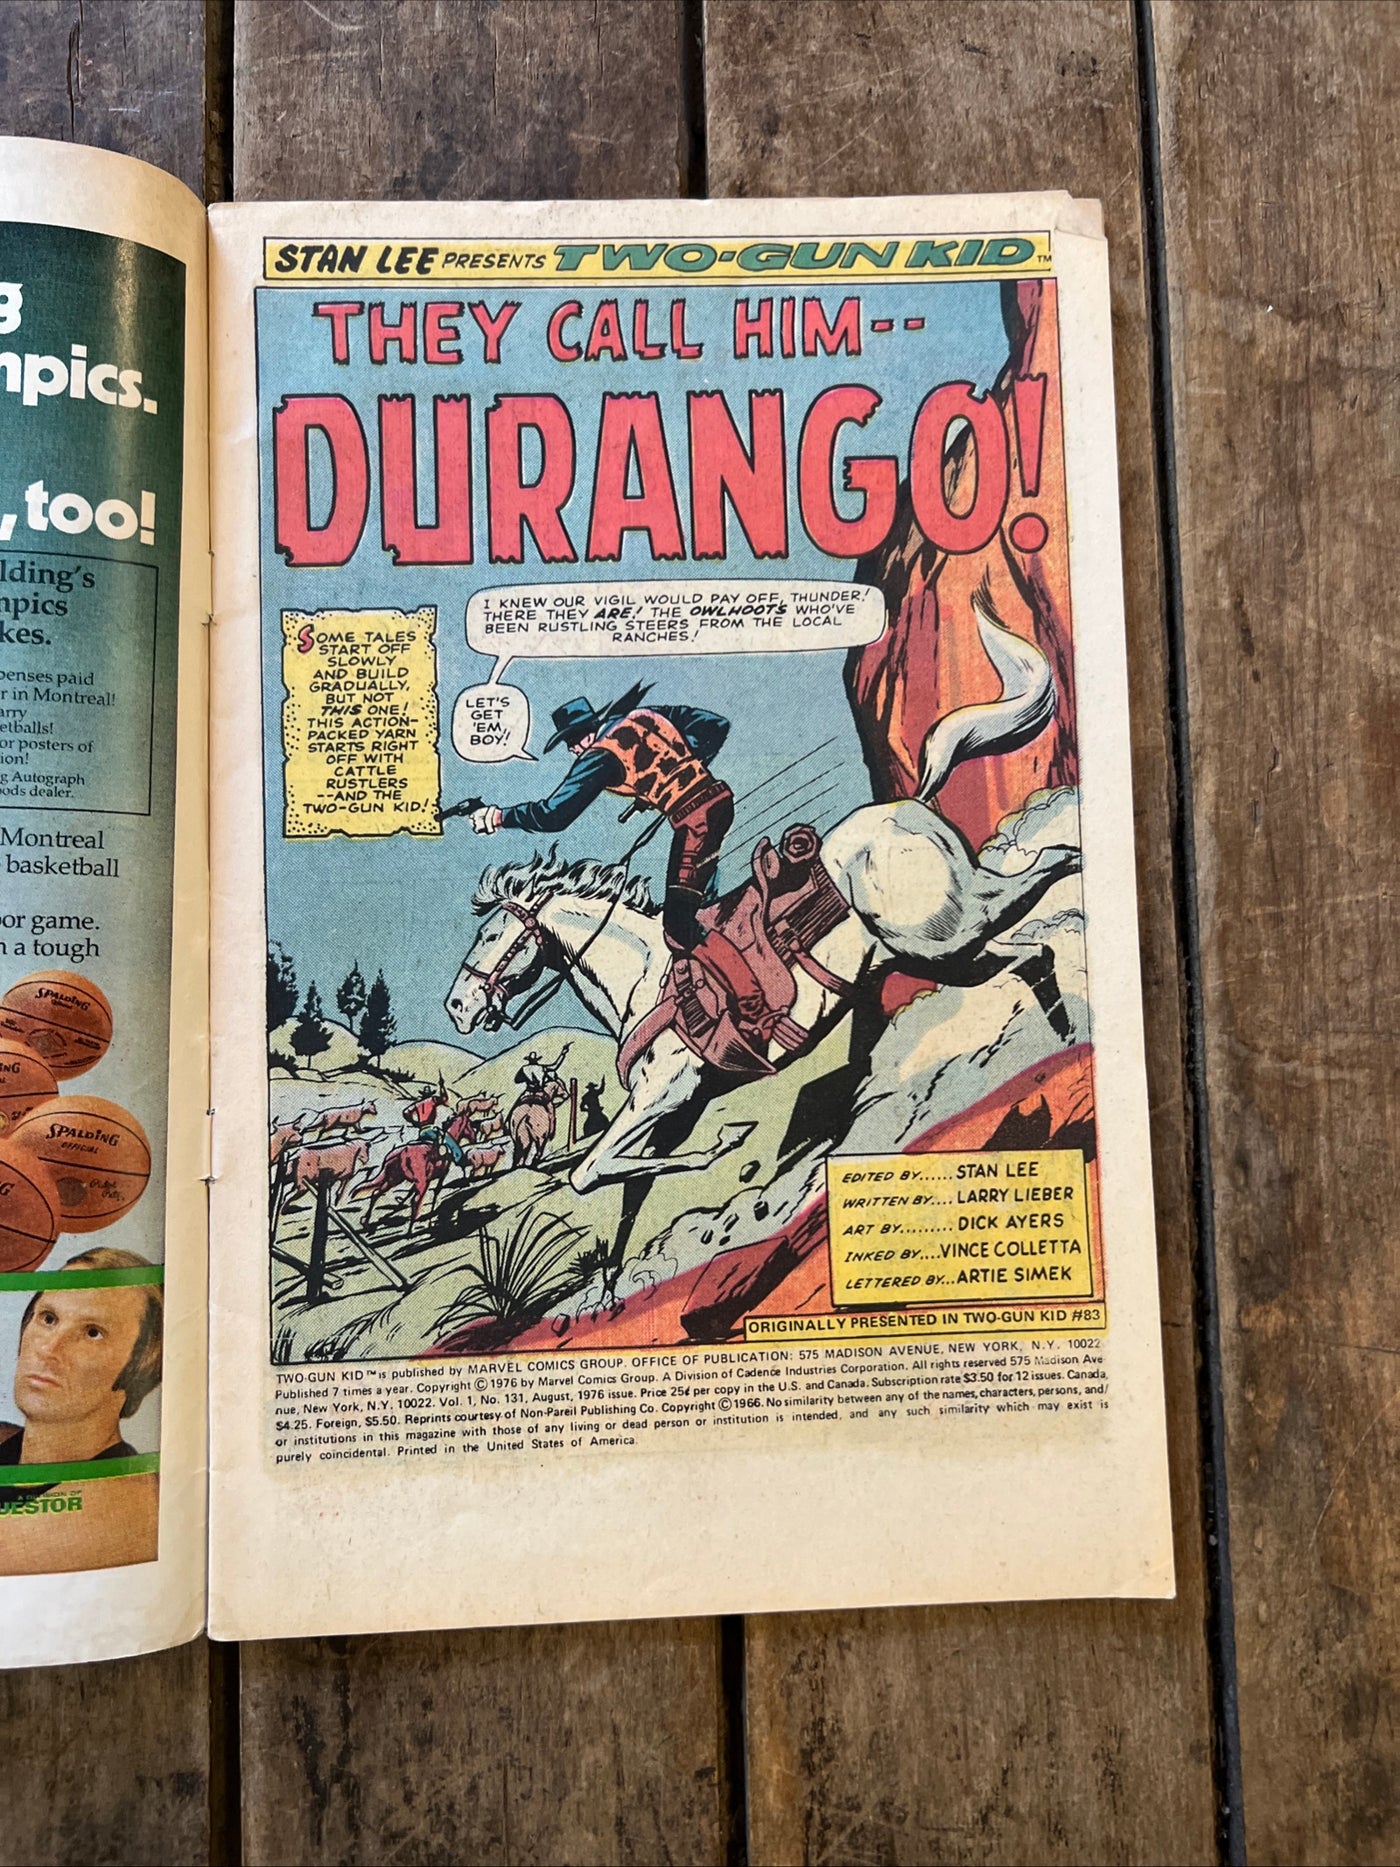 g
mpics.
, too!
lding's
mpics
kes.
penses paid
r in Montreal!
arry
etballs!
or posters of
ion!
g Autograph
ods dealer.
Montreal
basketball
oor game.
n a tough
SPALDING
SPALDING
OFFICIAL
UESTOR
STAN LEE PRESENTS TWO-GUN KID™
THEY CALL HIM--
DURANGO!
I KNEW OUR VIGIL WOULD PAY OFF, THUNDER!
THERE THEY ARE! THE OWLHOOTS WHO'VE
BEEN RUSTLING STEERS FROM THE LOCAL
RANCHES!
SOME TALES
START OFF
SLOWLY
AND BUILD
GRADUALLY,
BUT NOT
THIS ONE!
THIS ACTION-
PACKED YARN
STARTS RIGHT
OFF WITH
CATTLE
RUSTLERS
--AND THE
TWO-GUN KID!
LET'S
GET
'EM,
BOY!
EDITED BY......STAN LEE
WRITTEN BY....LARRY LIEBER
ART BY.........DICK AYERS
INKED BY....VINCE COLLETTA
LETTERED BY...ARTIE SIMEK
ORIGINALLY PRESENTED IN TWO-GUN KID #83
TWO-GUN KID™ is published by MARVEL COMICS GROUP. OFFICE OF PUBLICATION: 575 MADISON AVENUE, NEW YORK, N.Y. 10022
Published 7 times a year. Copyright © 1976 by Marvel Comics Group. A Division of Cadence Industries Corporation. All rights reserved 575 Madison Ave-
nue, New York, N.Y. 10022. Vol. 1, No. 131, August, 1976 issue. Price 25¢ per copy in the U.S. and Canada. Subscription rate $3.50 for 12 issues. Canada,
$4.25. Foreign, $5.50. Reprints courtesy of Non-Pareil Publishing Co. Copyright © 1966. No similarity between any of the names, characters, persons, and/
or institutions in this magazine with those of any living or dead person or institution is intended, and any such similarity which may exist is
purely coincidental. Printed in the United States of America.